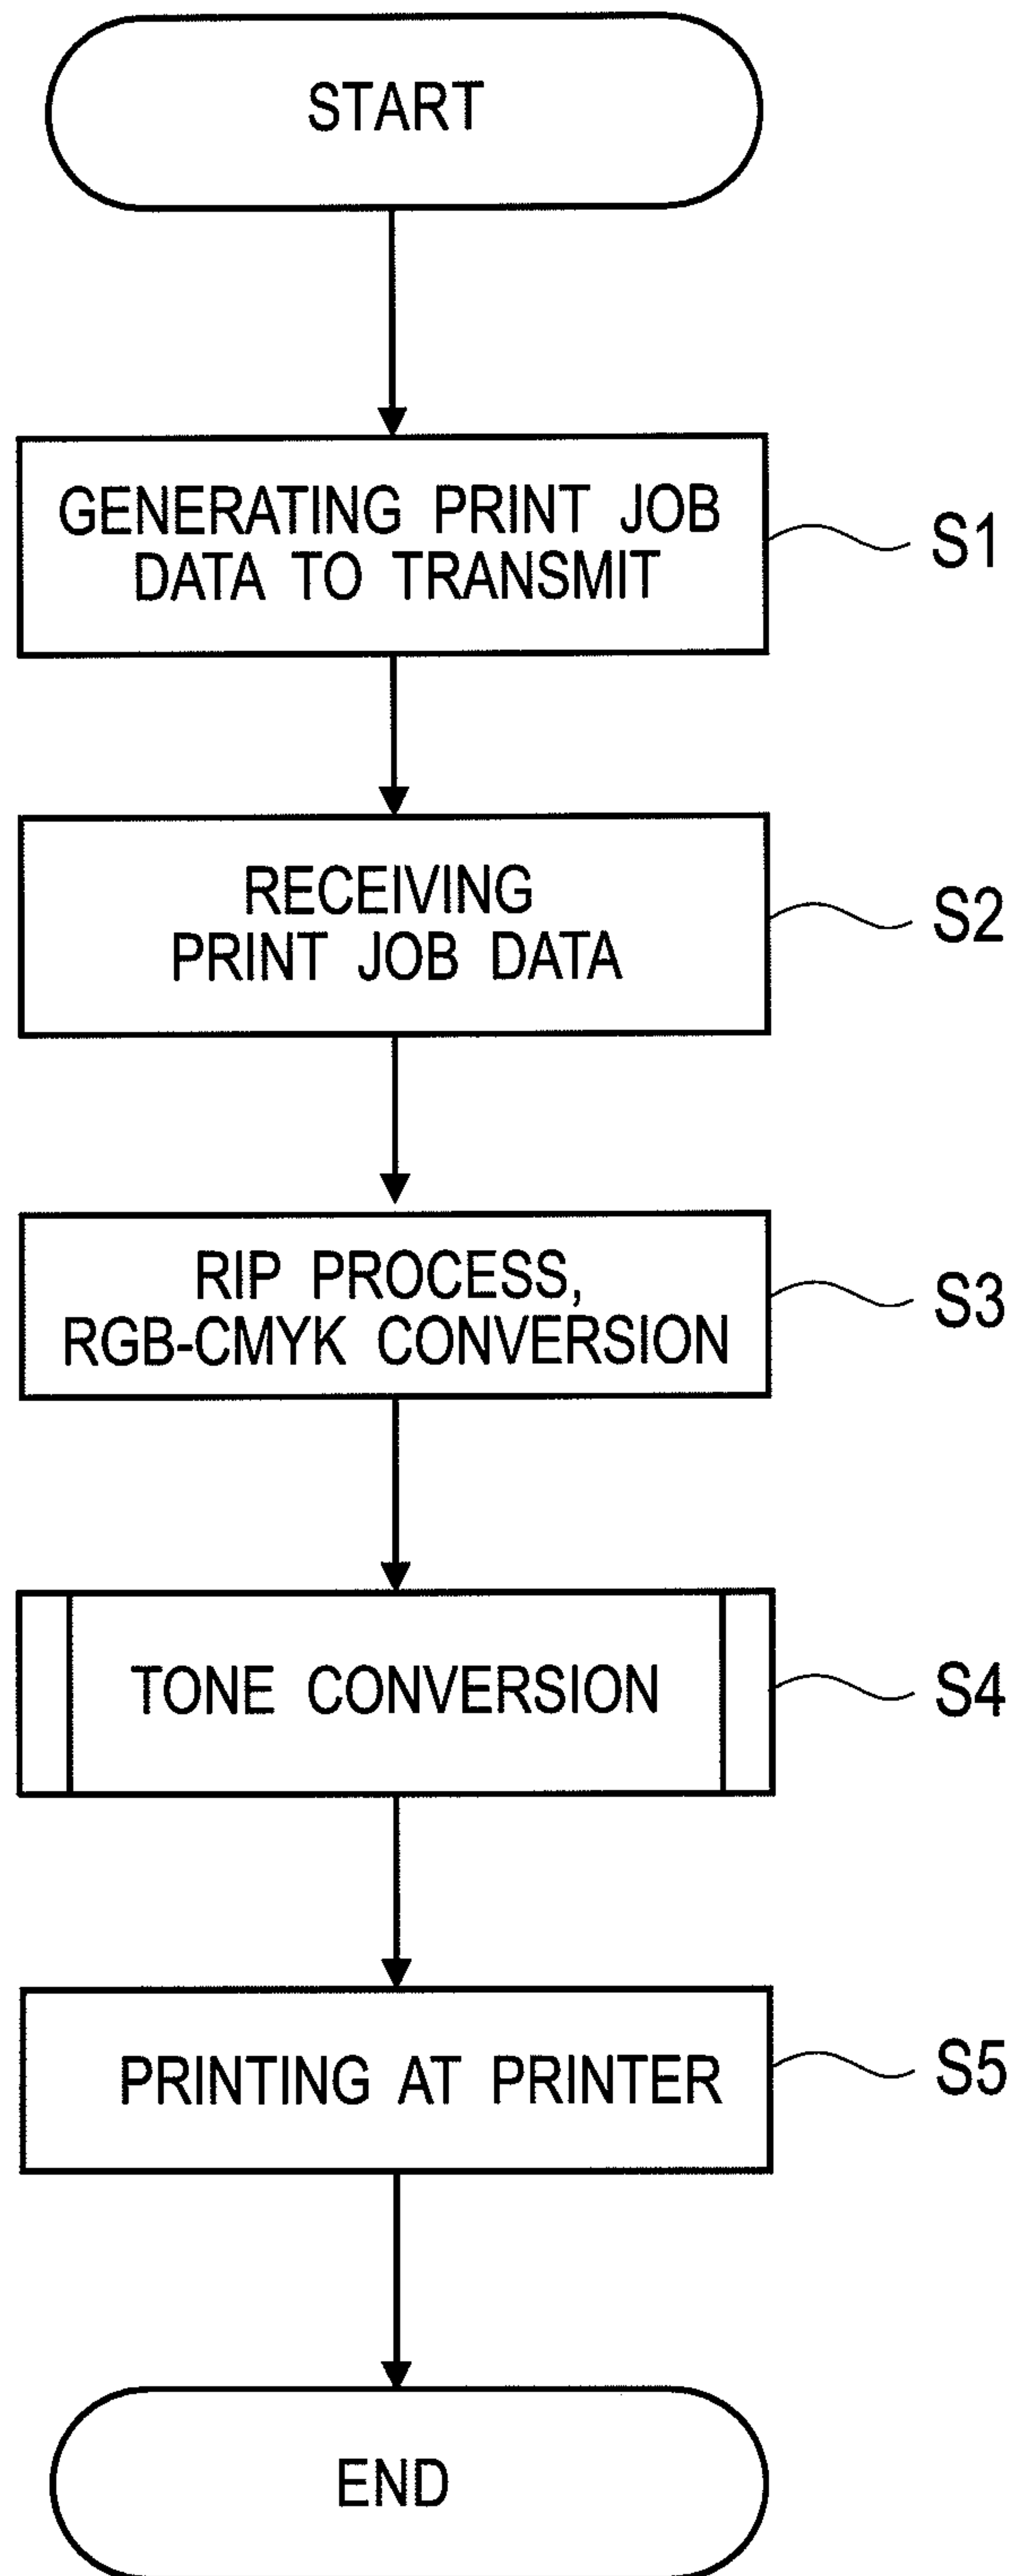 START
GENERATING PRINT JOB
DATA TO TRANSMIT
S1
RECEIVING
PRINT JOB DATA
S2
RIP PROCESS,
RGB-CMYK CONVERSION
S3
TONE CONVERSION
S4
PRINTING AT PRINTER
S5
END